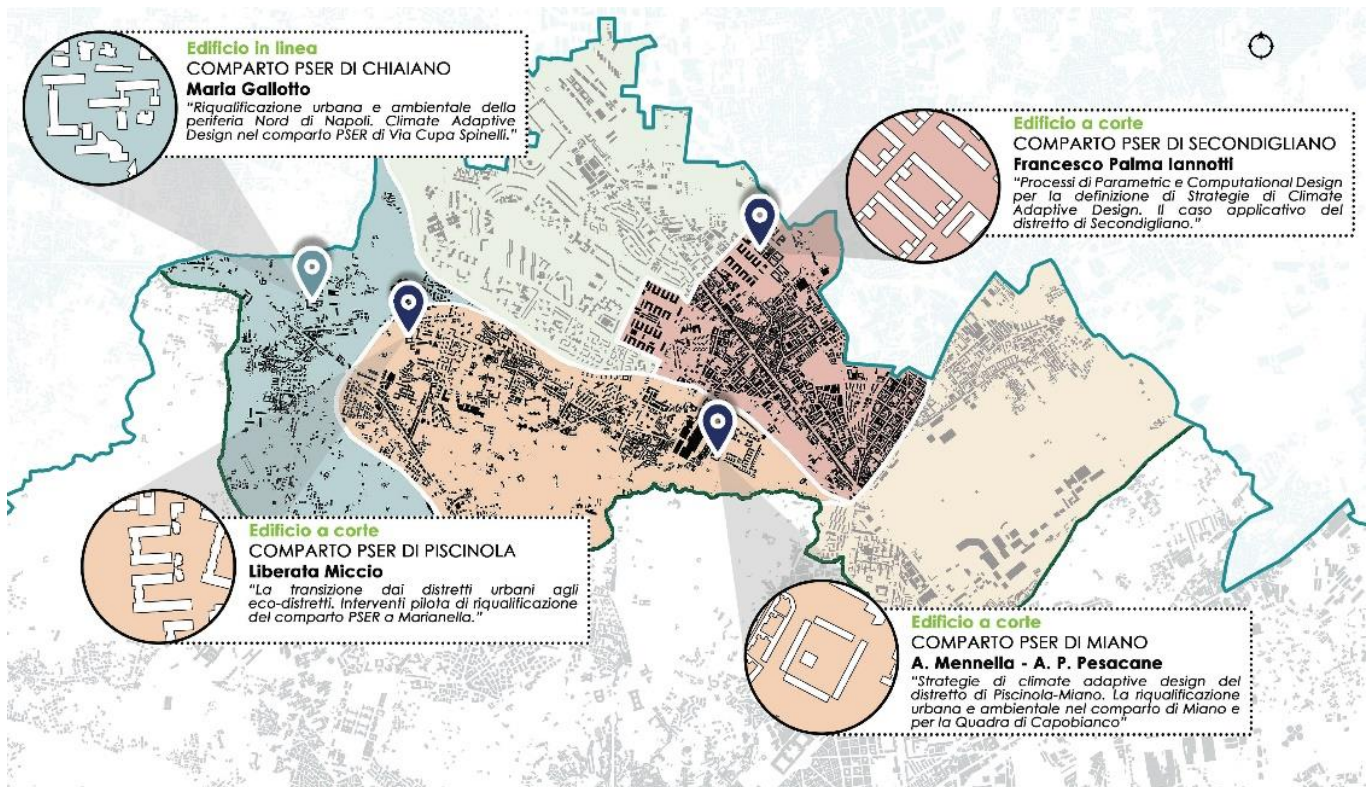 Edificio in linea
COMPARTO PSER DI CHIAIANO
Maria Gallotto
“Riqualificazione urbana e ambientale della
periferia Nord di Napoli. Climate Adaptive
Design nel comparto PSER di Via Cupa Spinelli.”
Edificio a corte
COMPARTO PSER DI SECONDIGLIANO
Francesco Palma Iannotti
“Processi di Parametric e Computational Design
per la definizione di Strategie di Climate
Adaptive Design. Il caso applicativo del
distretto di Secondigliano.”
Edificio a corte
COMPARTO PSER DI PISCINOLA
Liberata Miccio
“La transizione dai distretti urbani agli
eco-distretti. Interventi pilota di riqualificazione
del comparto PSER a Marianella.”
Edificio a corte
COMPARTO PSER DI MIANO
A. Mennella - A. P. Pesacane
“Strategie di climate adaptive design del
distretto di Piscinola-Miano. La riqualificazione
urbana e ambientale nel comparto di Miano e
per la Quadra di Capobianco”